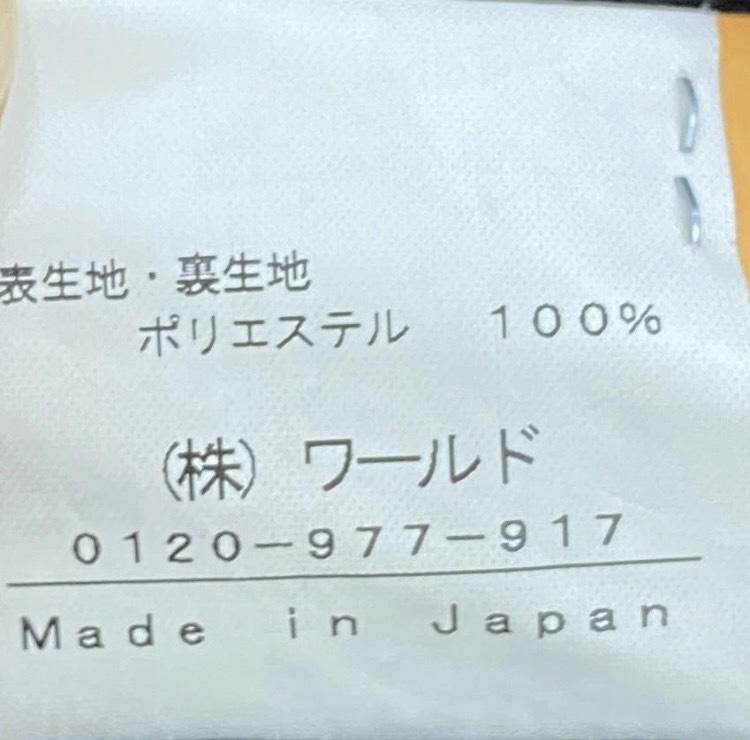 表生地・裏生地
ポリエステル 100%
(株) ワールド
0120-977-917
Made in Japan